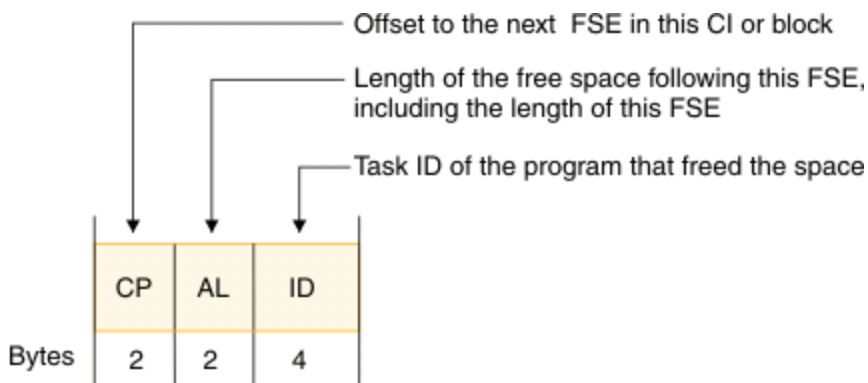 Offset to the next FSE in this CI or block
Length of the free space following this FSE,
including the length of this FSE
Task ID of the program that freed the space
CP AL ID
Bytes 2 2 4